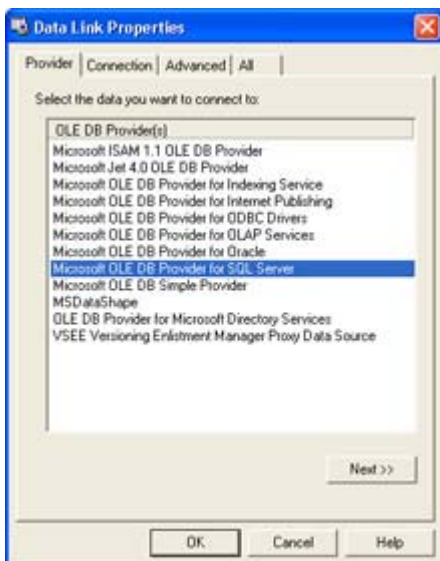 Data Link Properties
Provider Connection Advanced All
Select the data you want to connect to:
OLE DB Provider(s)
Microsoft ISAM 1.1 OLE DB Provider
Microsoft Jet 4.0 OLE DB Provider
Microsoft OLE DB Provider for Indexing Service
Microsoft OLE DB Provider for Internet Publishing
Microsoft OLE DB Provider for ODBC Drivers
Microsoft OLE DB Provider for OLAP Services
Microsoft OLE DB Provider for Oracle
Microsoft OLE DB Provider for SQL Server
Microsoft OLE DB Simple Provider
MSDataShape
OLE DB Provider for Microsoft Directory Services
VSEE Versioning Enlistment Manager Proxy Data Source
Next >>
OK Cancel Help